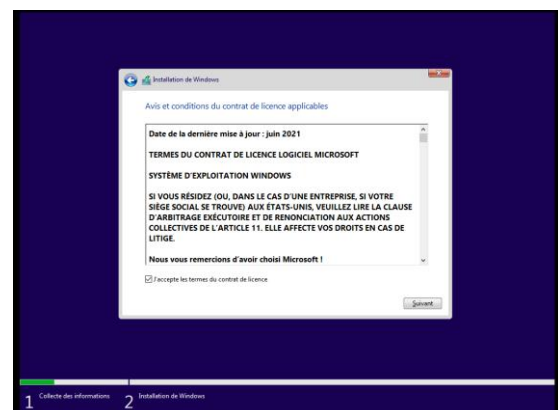 Installation de Windows
Avis et conditions du contrat de licence applicables
Date de la dernière mise à jour : juin 2021
TERMES DU CONTRAT DE LICENCE LOGICIEL MICROSOFT
SYSTÈME D'EXPLOITATION WINDOWS
SI VOUS RÉSIDEZ (OU, DANS LE CAS D'UNE ENTREPRISE, SI VOTRE
SIÈGE SOCIAL SE TROUVE) AUX ÉTATS-UNIS, VEUILLEZ LIRE LA CLAUSE
D'ARBITRAGE EXÉCUTOIRE ET DE RENONCIATION AUX ACTIONS
COLLECTIVES DE L'ARTICLE 11. ELLE AFFECTE VOS DROITS EN CAS DE
LITIGE.
Nous vous remercions d'avoir choisi Microsoft !
J'accepte les termes du contrat de licence
Suivant
1 Collecte des informations
2 Installation de Windows